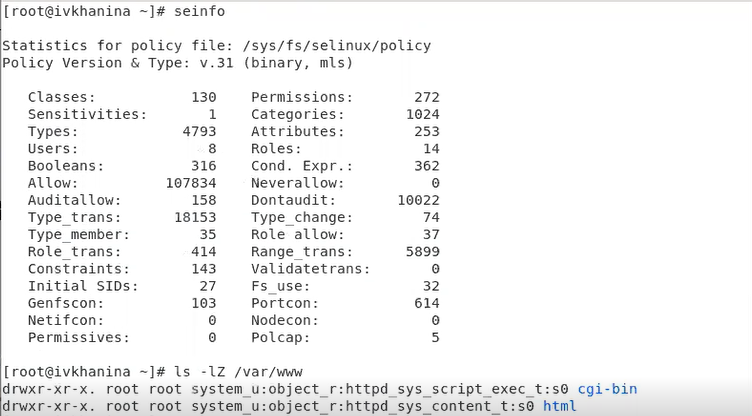 [root@ivkhanina ~]# seinfo
Statistics for policy file: /sys/fs/selinux/policy
Policy Version & Type: v.31 (binary, mls)
Classes: 130 Permissions: 272
Sensitivities: 1 Categories: 1024
Types: 4793 Attributes: 253
Users: 8 Roles: 14
Booleans: 316 Cond. Expr.: 362
Allow: 107834 Neverallow: 0
Auditallow: 158 Dontaudit: 10022
Type_trans: 18153 Type_change: 74
Type_member: 35 Role allow: 37
Role_trans: 414 Range_trans: 5899
Constraints: 143 Validatetrans: 0
Initial SIDs: 27 Fs_use: 32
Genfscon: 103 Portcon: 614
Netifcon: 0 Nodecon: 0
Permissives: 0 Polcap: 5
[root@ivkhanina ~]# ls -lZ /var/www
drwxr-xr-x. root root system_u:object_r:httpd_sys_script_exec_t:s0 cgi-bin
drwxr-xr-x. root root system_u:object_r:httpd_sys_content_t:s0 html